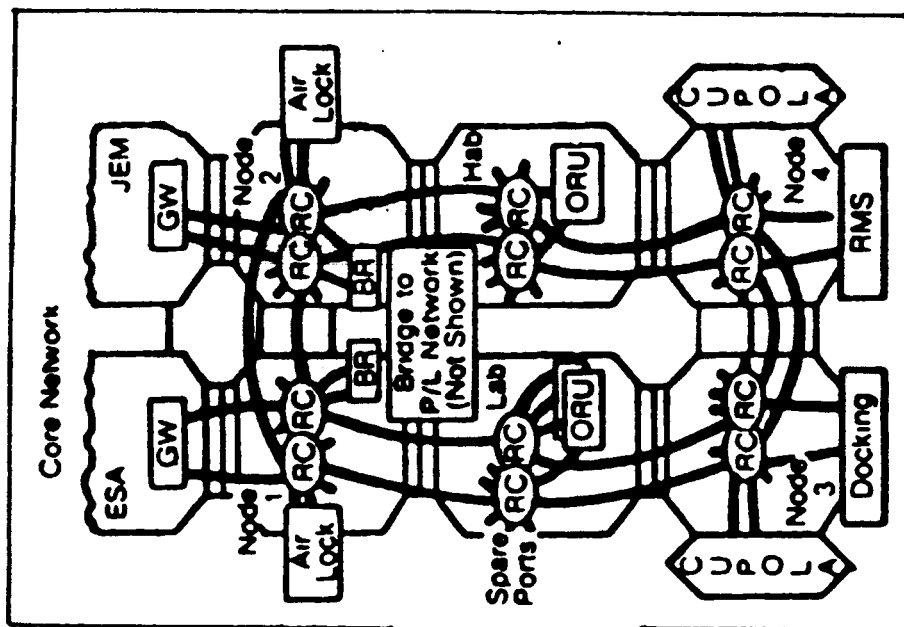 Core Network
ESA
JEM
GW
GW
Node
1
Node
2
Air
Lock
Air
Lock
RC
RC
RC
RC
BR
BR
Bridge to
P/L Network
(Not Shown)
Lab
Hab
Spare
Ports
RC
RC
RC
RC
ORU
ORU
CUPOLA
CUPOLA
RC
RC
RC
RC
Node
3
Node
4
Docking
RMS